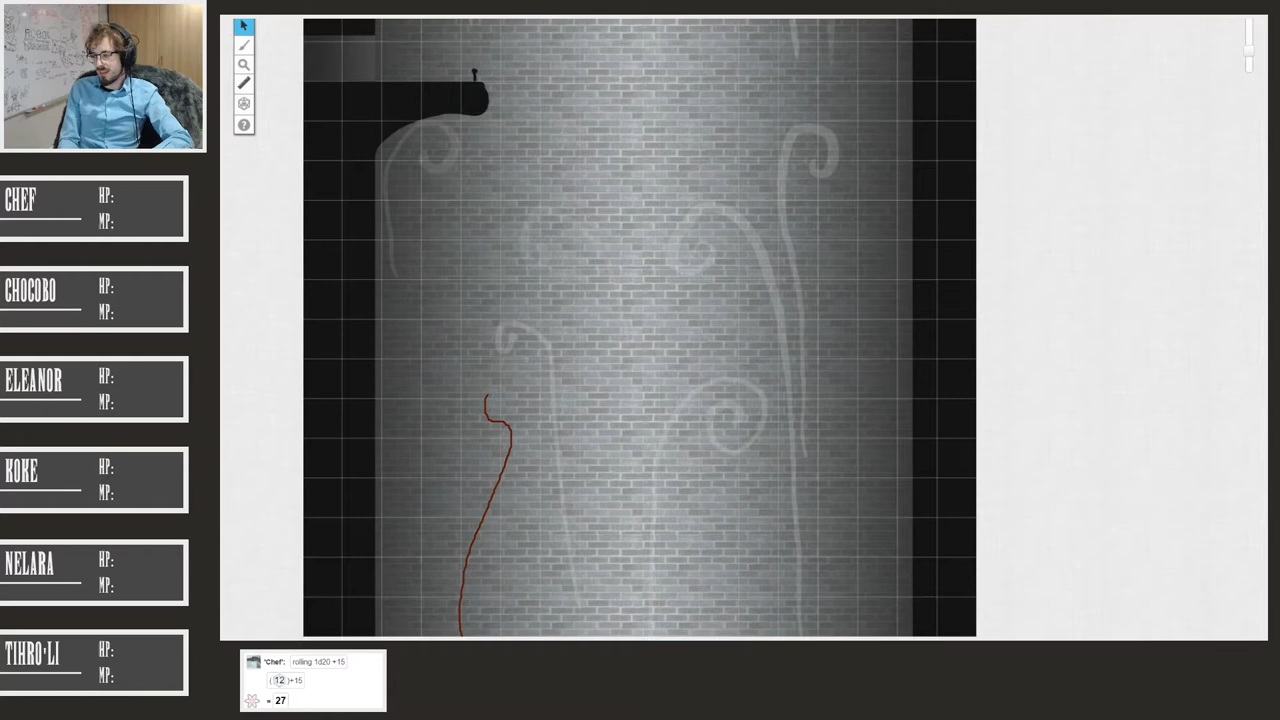 CHEF
HP:
MP:
CHOCOBO
HP:
MP:
ELEANOR
HP:
MP:
KOKE
HP:
MP:
NELARA
HP:
MP:
TIHRO'LI
HP:
MP:
"Chef": rolling 1d20 +15
(12)+15
= 27